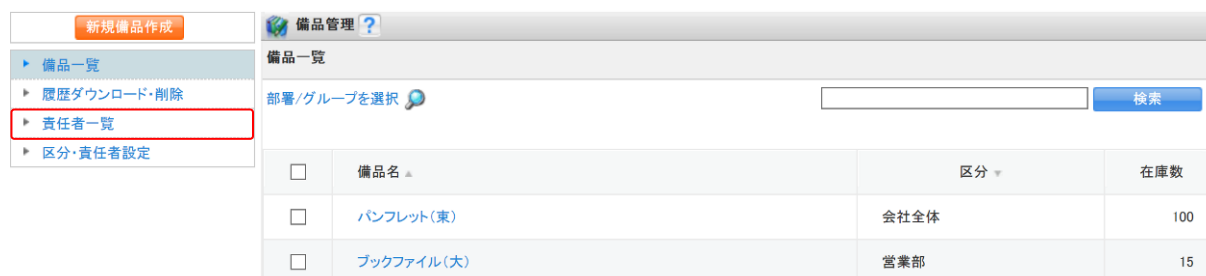 新規備品作成
備品一覧
履歴ダウンロード・削除
責任者一覧
区分・責任者設定
備品管理 ?
備品一覧
部署/グループを選択
検索
備品名 ▲ 区分 ▼ 在庫数
パンフレット(束) 会社全体 100
ブックファイル(大) 営業部 15